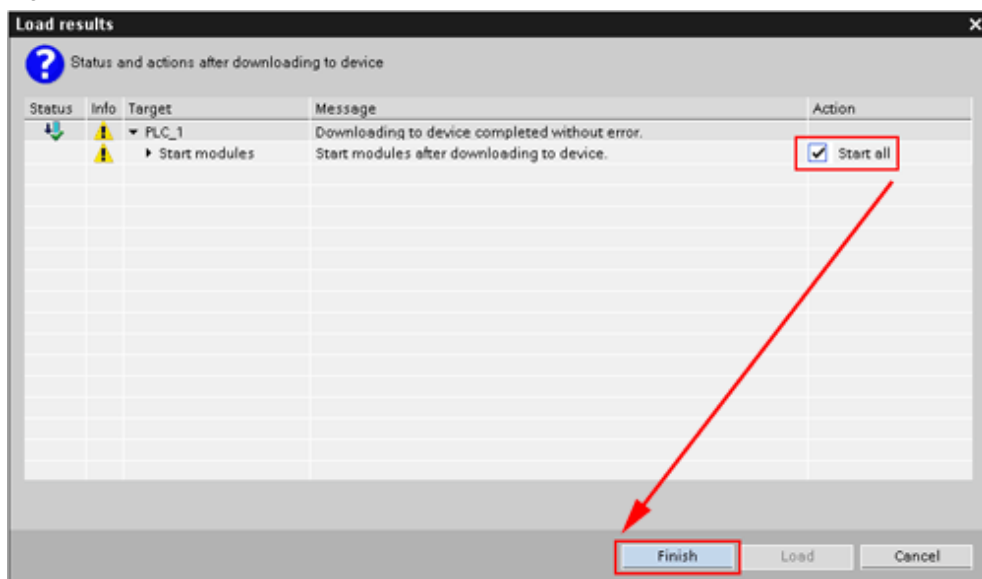 Load results
Status and actions after downloading to device
Status Info Target Message Action
PLC_1 Downloading to device completed without error.
Start modules Start modules after downloading to device. Start all
Finish Load Cancel